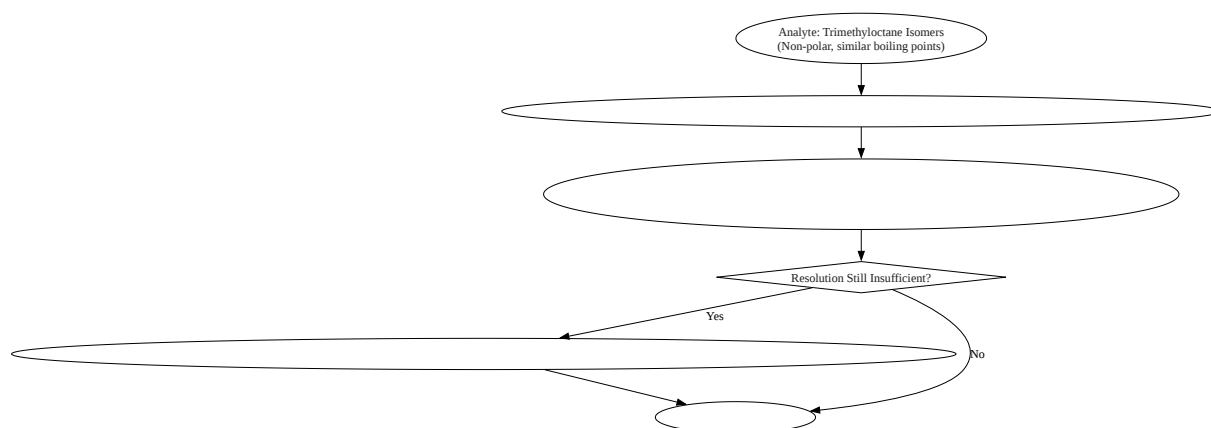 Analyte: Trimethyloctane Isomers
(Non-polar, similar boiling points)
Resolution Still Insufficient?
Yes
No